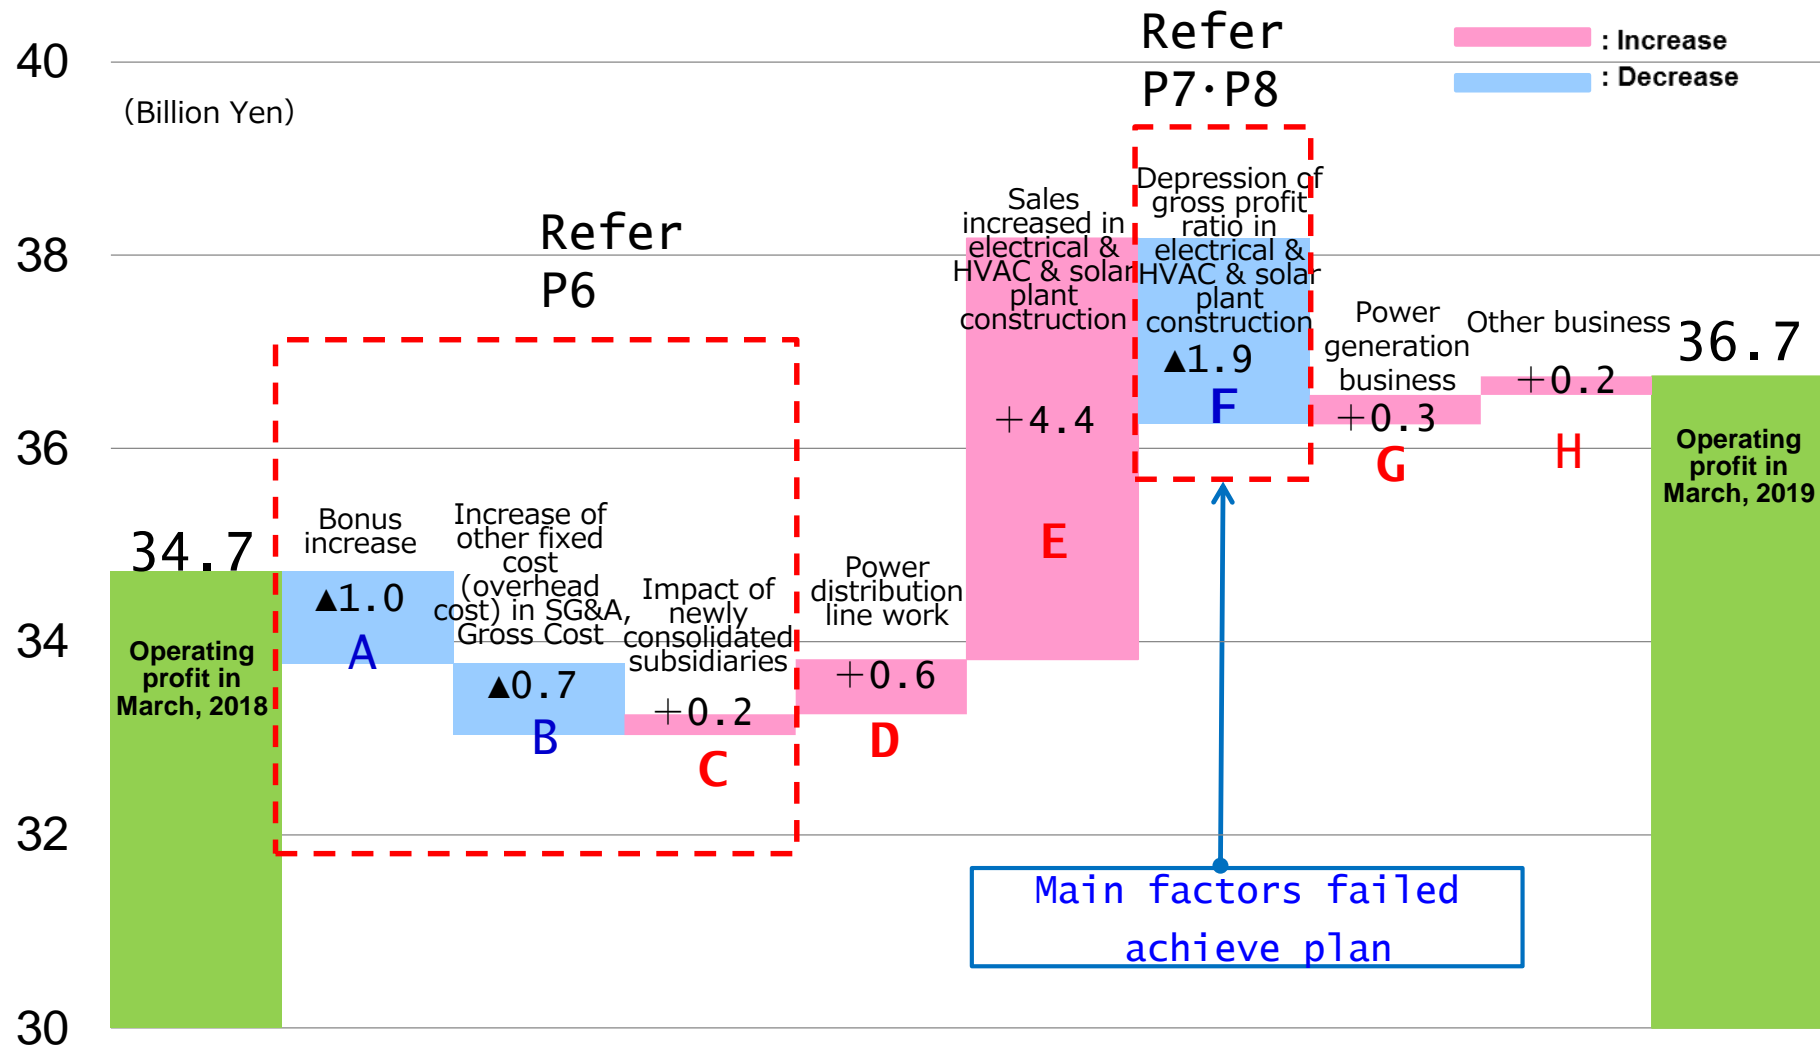 40
38
36
34
32
30
(Billion Yen)
: Increase
: Decrease
Refer
P6
Refer
P7·P8
34.7
Operating
profit in
March, 2018
Bonus
increase
▲1.0
A
Increase of
other fixed
cost
(overhead
cost) in SG&A,
Gross Cost
▲0.7
B
Impact of
newly
consolidated
subsidiaries
+0.2
C
Power
distribution
line work
+0.6
D
Sales
increased in
electrical &
HVAC & solar
plant
construction
+4.4
E
Depression of
gross profit
ratio in
electrical &
HVAC & solar
plant
construction
▲1.9
F
Power
generation
business
+0.3
G
Other business
+0.2
H
36.7
Operating
profit in
March, 2019
Main factors failed
achieve plan